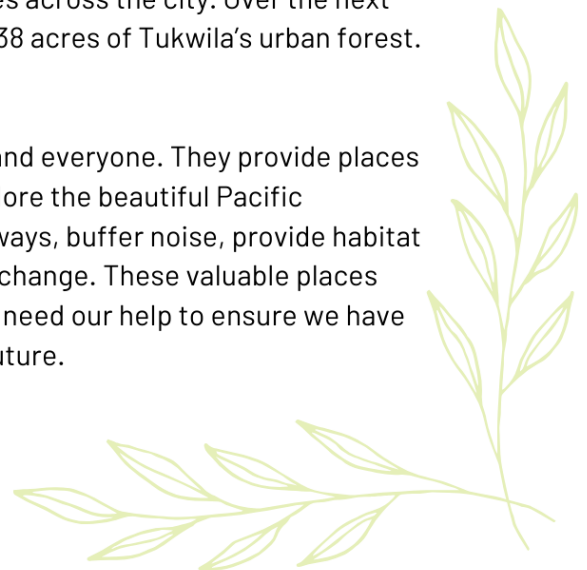 es across the city. Over the next
38 acres of Tukwila’s urban forest.
and everyone. They provide places
ore the beautiful Pacific
ways, buffer noise, provide habitat
change. These valuable places
need our help to ensure we have
uture.